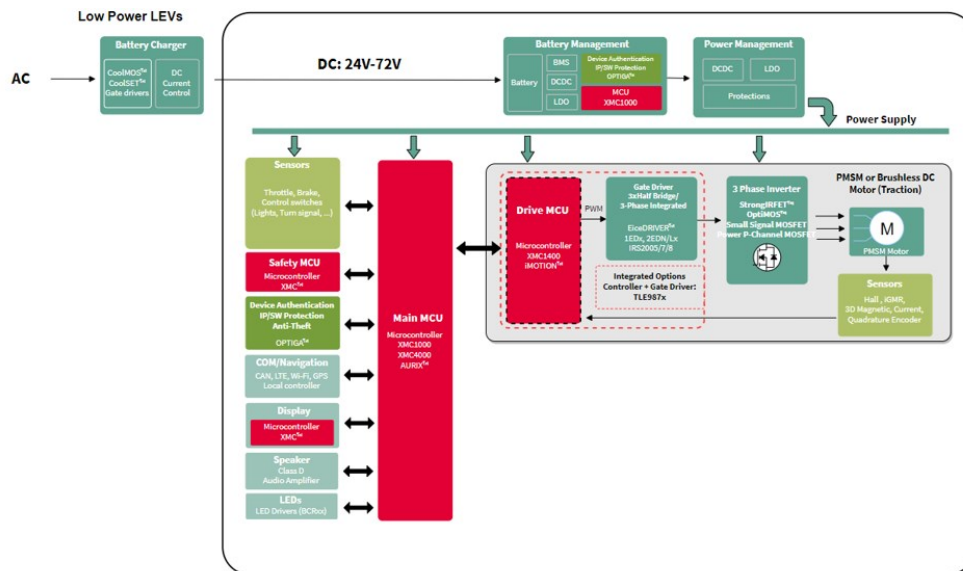 Low Power LEVs
AC
Battery Charger
CoolMOS™
CoolSET™
Gate drivers
DC
Current
Control
DC: 24V-72V
Battery Management
Battery
BMS
DCDC
LDO
Device Authentication
IP/SW Protection
OPTIGA™
MCU
XMC1000
Power Management
DCDC
LDO
Protections
Power Supply
Sensors
Throttle, Brake,
Control switches
(Lights, Turn signal, ...)
Safety MCU
Microcontroller
XMC™
Device Authentication
IP/SW Protection
Anti-Theft
OPTIGA™
COM/Navigation
CAN, LTE, Wi-Fi, GPS
Local controller
Display
Microcontroller
XMC™
Speaker
Class D
Audio Amplifier
LEDs
LED Drivers (BCRxx)
Main MCU
Microcontroller
XMC1000
XMC4000
AURIX™
Drive MCU
Microcontroller
XMC1400
iMOTION™
PWM
Gate Driver
3xHalf Bridge/
3-Phase Integrated
EiceDRIVER™
1EDx, 2EDN/Lx
IRS2005/7/8
Integrated Options
Controller + Gate Driver:
TLE987x
3 Phase Inverter
StrongIRFET™
OptiMOS™
Small Signal MOSFET
Power P-Channel MOSFET
PMSM or Brushless DC
Motor (Traction)
M
PMSM Motor
Sensors
Hall , iGMR,
3D Magnetic, Current,
Quadrature Encoder